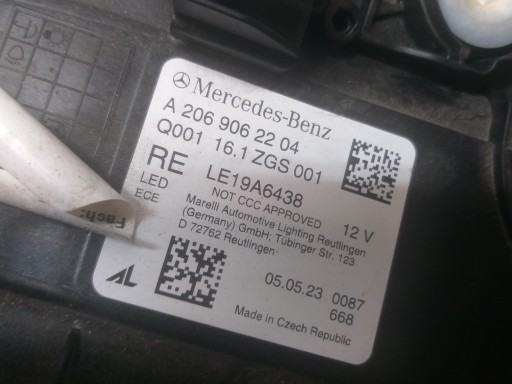 Mercedes-Benz
A 206 906 22 04
Q001 16.1 ZGS 001
RE LE19A6438
LED NOT CCC APPROVED 12 V
ECE Marelli Automotive Lighting Reutlingen
(Germany) GmbH; Tübinger Str. 123
D 72762 Reutlingen
AL 05.05.23 0087
668
Made in Czech Republic
Fach: